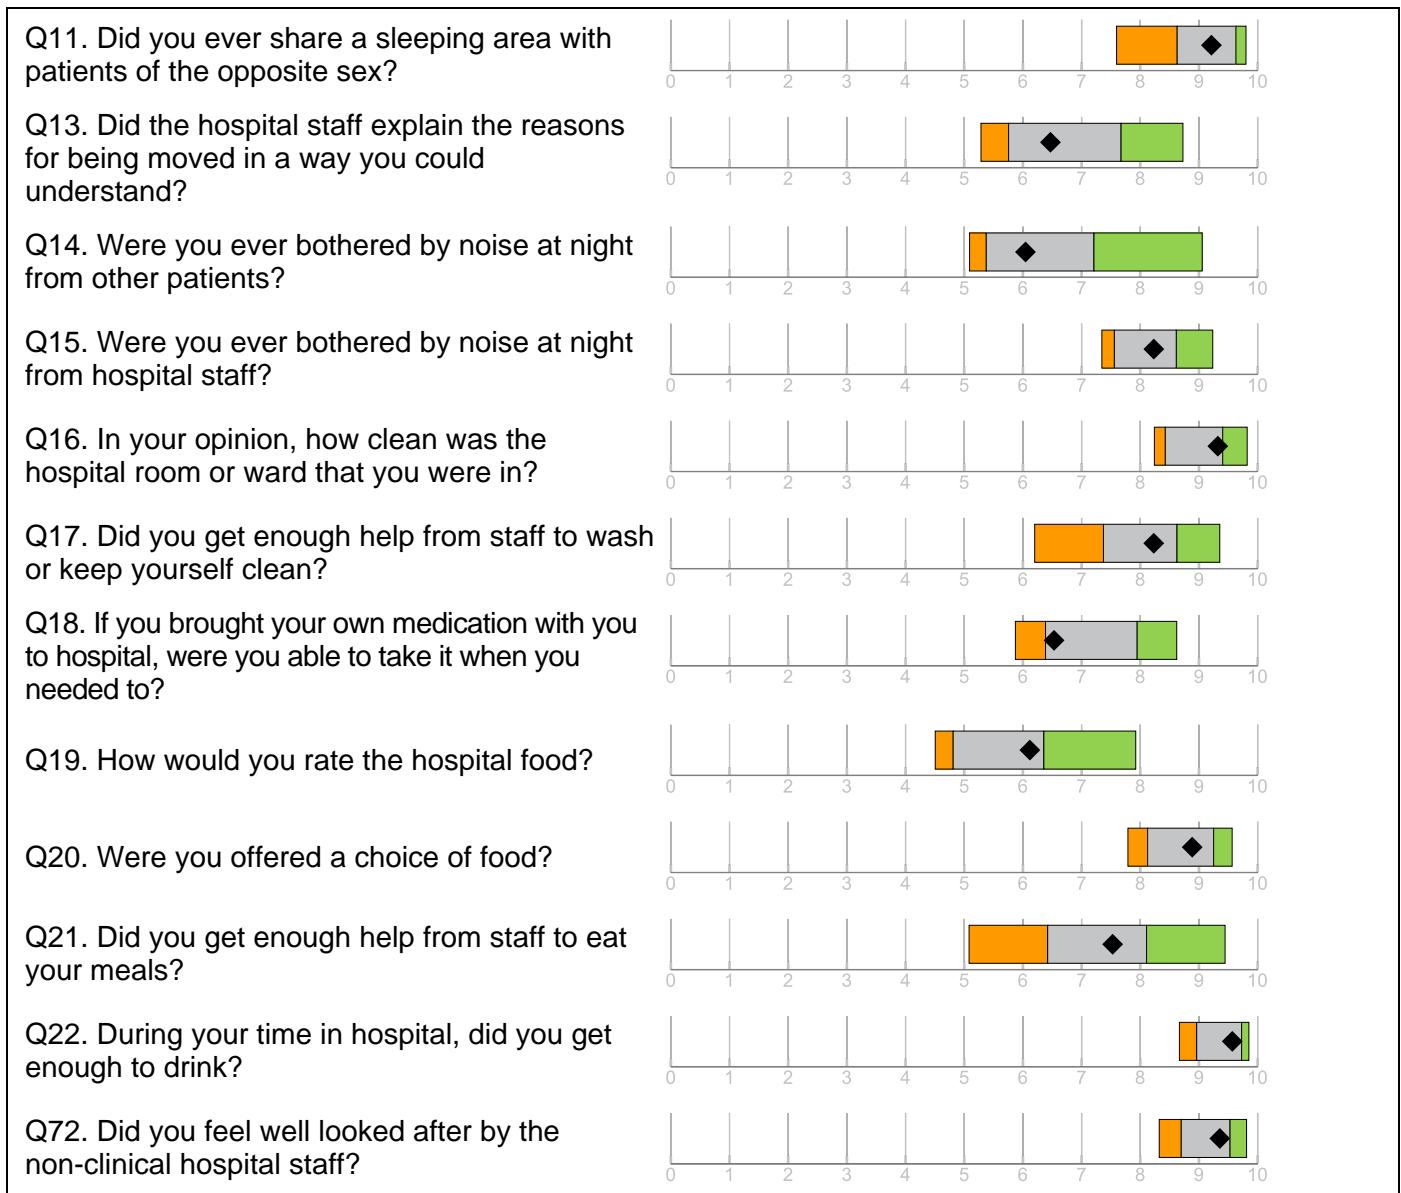 Q11. Did you ever share a sleeping area with
patients of the opposite sex?
0 1 2 3 4 5 6 7 8 9 10
Q13. Did the hospital staff explain the reasons
for being moved in a way you could
understand?
0 1 2 3 4 5 6 7 8 9 10
Q14. Were you ever bothered by noise at night
from other patients?
0 1 2 3 4 5 6 7 8 9 10
Q15. Were you ever bothered by noise at night
from hospital staff?
0 1 2 3 4 5 6 7 8 9 10
Q16. In your opinion, how clean was the
hospital room or ward that you were in?
0 1 2 3 4 5 6 7 8 9 10
Q17. Did you get enough help from staff to wash
or keep yourself clean?
0 1 2 3 4 5 6 7 8 9 10
Q18. If you brought your own medication with you
to hospital, were you able to take it when you
needed to?
0 1 2 3 4 5 6 7 8 9 10
Q19. How would you rate the hospital food?
0 1 2 3 4 5 6 7 8 9 10
Q20. Were you offered a choice of food?
0 1 2 3 4 5 6 7 8 9 10
Q21. Did you get enough help from staff to eat
your meals?
0 1 2 3 4 5 6 7 8 9 10
Q22. During your time in hospital, did you get
enough to drink?
0 1 2 3 4 5 6 7 8 9 10
Q72. Did you feel well looked after by the
non-clinical hospital staff?
0 1 2 3 4 5 6 7 8 9 10